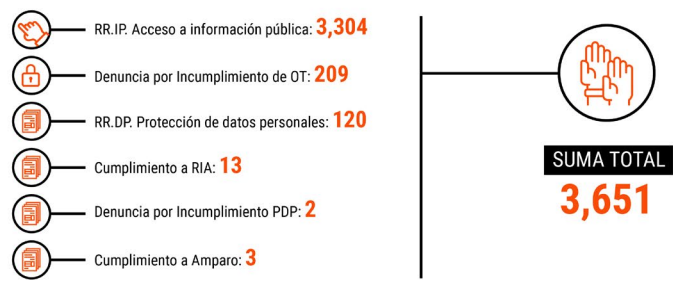 RR.IP. Acceso a información pública: 3,304
Denuncia por Incumplimiento de OT: 209
RR.DP. Protección de datos personales: 120
Cumplimiento a RIA: 13
Denuncia por Incumplimiento PDP: 2
Cumplimiento a Amparo: 3
SUMA TOTAL
3,651